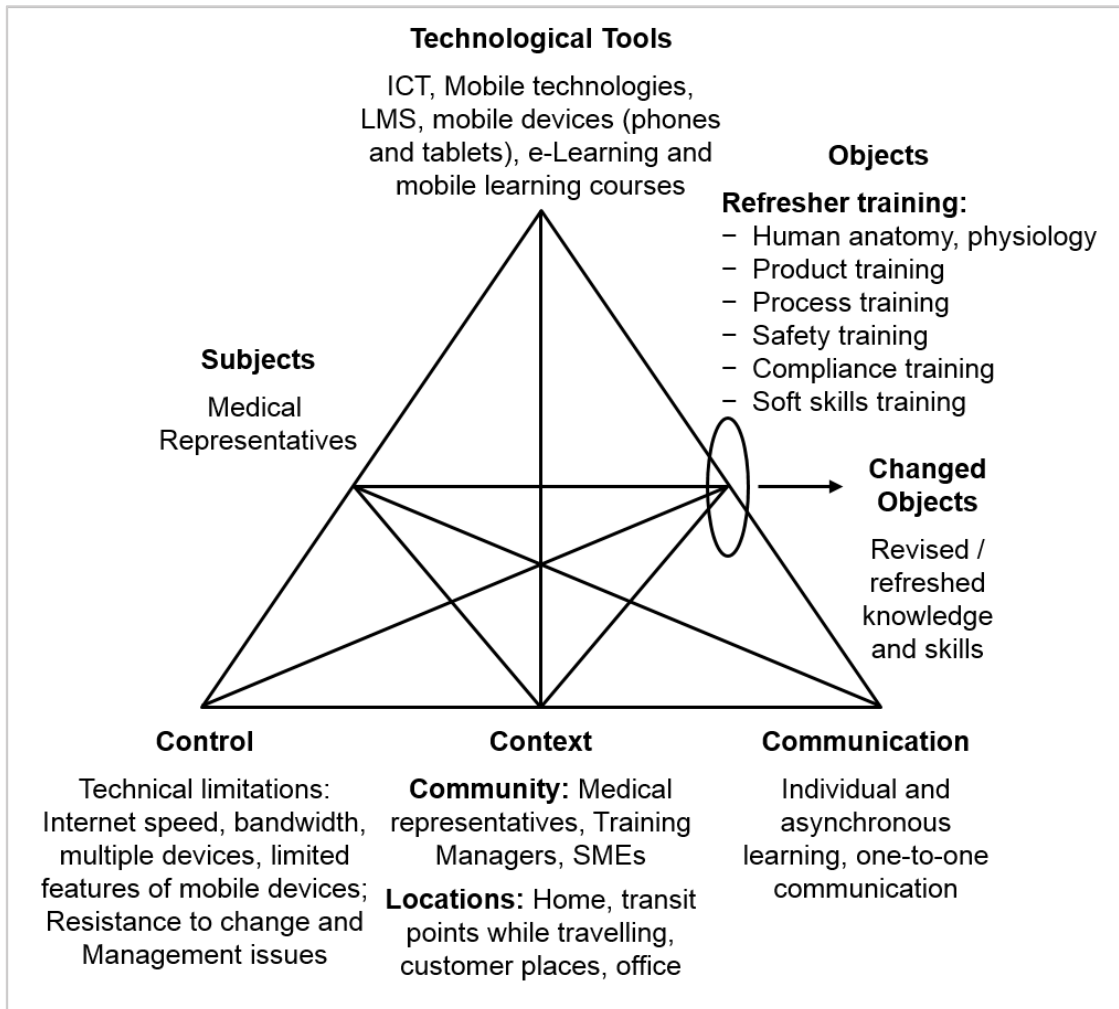 Technological Tools
ICT, Mobile technologies,
LMS, mobile devices (phones
and tablets), e-Learning and
mobile learning courses
Objects
Refresher training:
− Human anatomy, physiology
− Product training
− Process training
− Safety training
− Compliance training
− Soft skills training
Subjects
Medical
Representatives
Changed
Objects
Revised /
refreshed
knowledge
and skills
Control
Technical limitations:
Internet speed, bandwidth,
multiple devices, limited
features of mobile devices;
Resistance to change and
Management issues
Context
Community: Medical
representatives, Training
Managers, SMEs
Locations: Home, transit
points while travelling,
customer places, office
Communication
Individual and
asynchronous
learning, one-to-one
communication